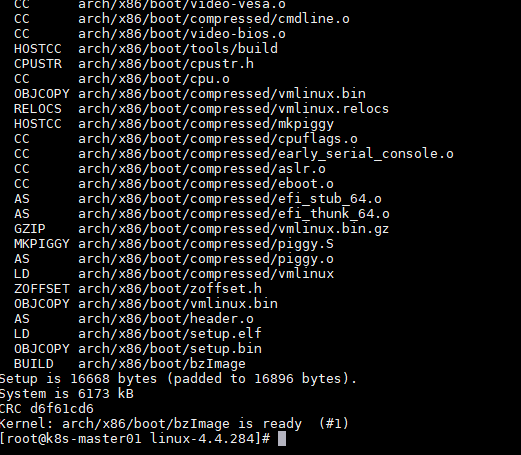 CC      arch/x86/boot/video-vesa.o
CC      arch/x86/boot/compressed/cmdline.o
CC      arch/x86/boot/video-bios.o
HOSTCC  arch/x86/boot/tools/build
CPUSTR  arch/x86/boot/cpustr.h
CC      arch/x86/boot/cpu.o
OBJCOPY arch/x86/boot/compressed/vmlinux.bin
RELOCS  arch/x86/boot/compressed/vmlinux.relocs
HOSTCC  arch/x86/boot/compressed/mkpiggy
CC      arch/x86/boot/compressed/cpuflags.o
CC      arch/x86/boot/compressed/early_serial_console.o
CC      arch/x86/boot/compressed/aslr.o
CC      arch/x86/boot/compressed/eboot.o
AS      arch/x86/boot/compressed/efi_stub_64.o
AS      arch/x86/boot/compressed/efi_thunk_64.o
GZIP    arch/x86/boot/compressed/vmlinux.bin.gz
MKPIGGY arch/x86/boot/compressed/piggy.S
AS      arch/x86/boot/compressed/piggy.o
LD      arch/x86/boot/compressed/vmlinux
ZOFFSET arch/x86/boot/zoffset.h
OBJCOPY arch/x86/boot/vmlinux.bin
AS      arch/x86/boot/header.o
LD      arch/x86/boot/setup.elf
OBJCOPY arch/x86/boot/setup.bin
BUILD   arch/x86/boot/bzImage
Setup is 16668 bytes (padded to 16896 bytes).
System is 6173 kB
CRC d6f61cd6
Kernel: arch/x86/boot/bzImage is ready  (#1)
[root@k8s-master01 linux-4.4.284]#